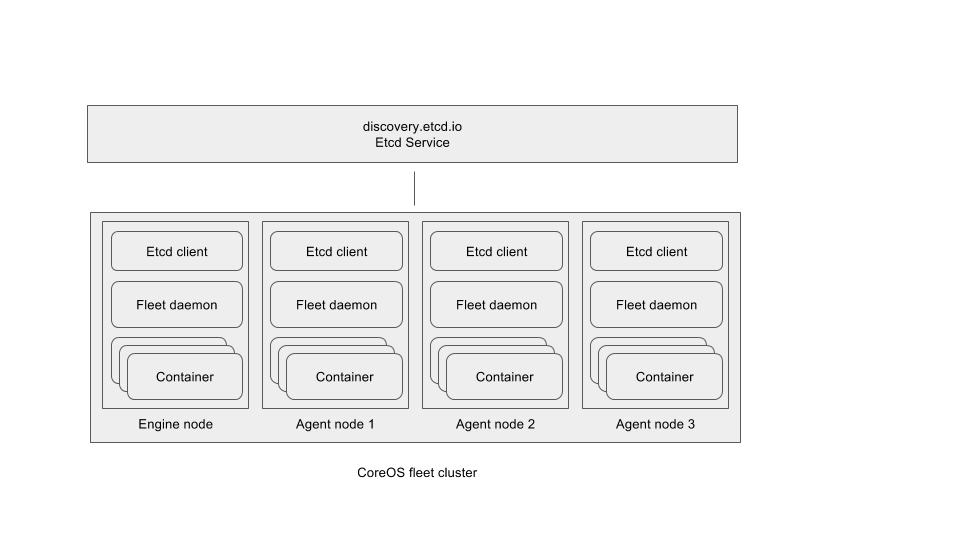 discovery.etcd.io
Etcd Service
Etcd client
Etcd client
Etcd client
Etcd client
Fleet daemon
Fleet daemon
Fleet daemon
Fleet daemon
Container
Container
Container
Container
Engine node
Agent node 1
Agent node 2
Agent node 3
CoreOS fleet cluster